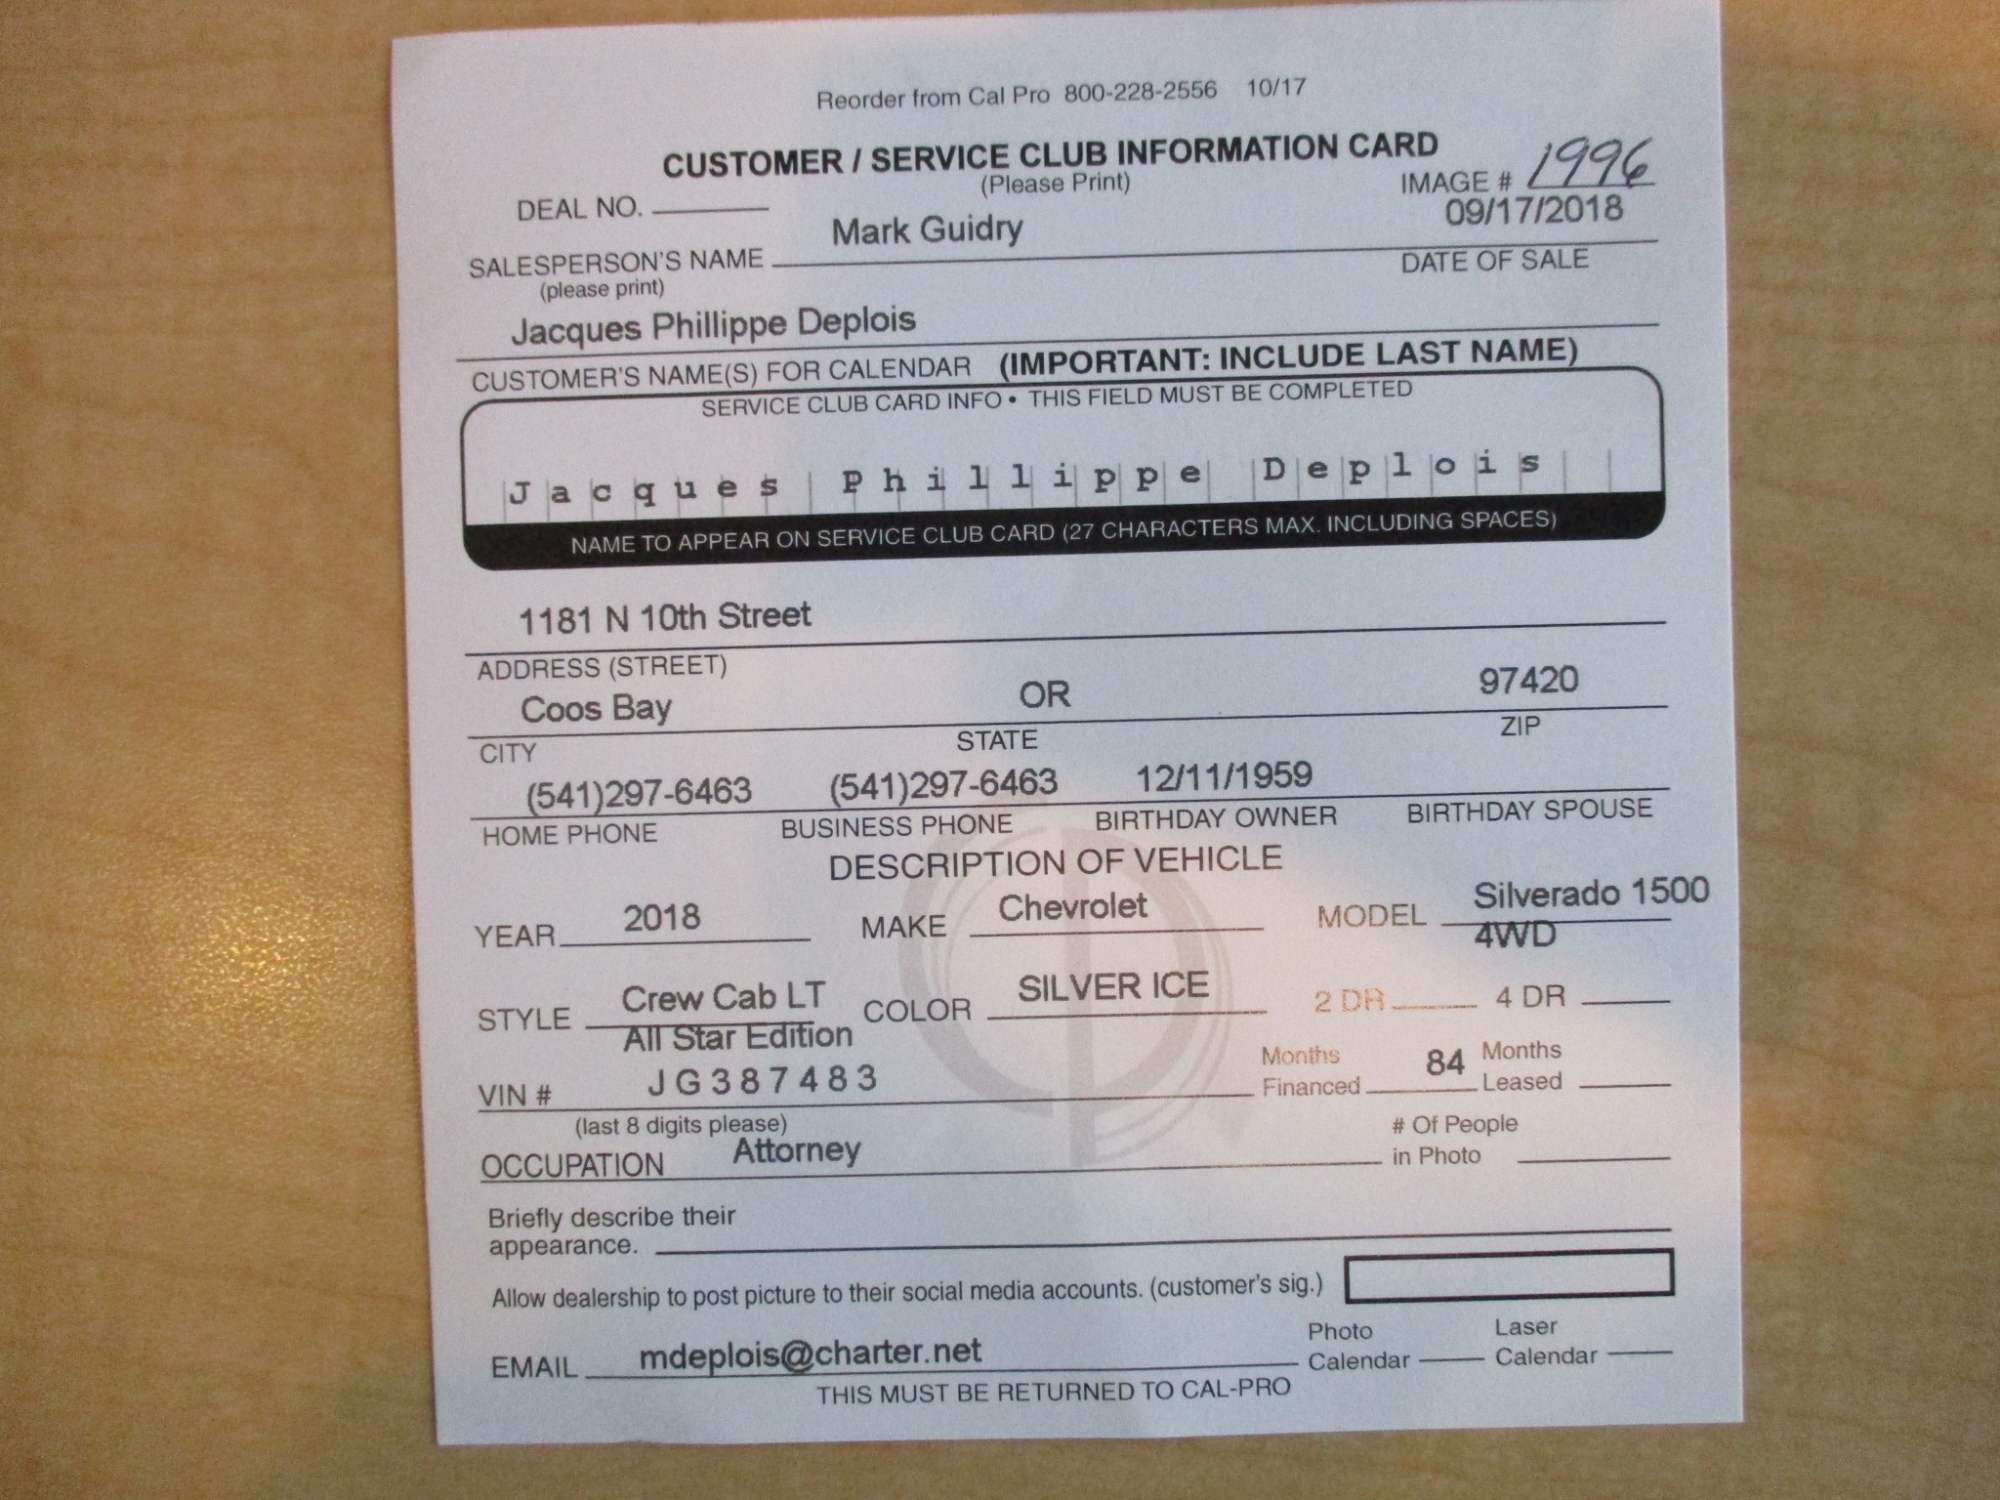 Reorder from Cal Pro 800-228-2556 10/17
CUSTOMER / SERVICE CLUB INFORMATION CARD
(Please Print)
IMAGE # 1996
DEAL NO.
Mark Guidry 09/17/2018
SALESPERSON'S NAME DATE OF SALE
(please print)
Jacques Phillippe Deplois
CUSTOMER'S NAME(S) FOR CALENDAR (IMPORTANT: INCLUDE LAST NAME)
SERVICE CLUB CARD INFO • THIS FIELD MUST BE COMPLETED
Jacques Phillippe Deplois
NAME TO APPEAR ON SERVICE CLUB CARD (27 CHARACTERS MAX. INCLUDING SPACES)
1181 N 10th Street
ADDRESS (STREET)
Coos Bay OR 97420
CITY STATE ZIP
(541)297-6463 (541)297-6463 12/11/1959
HOME PHONE BUSINESS PHONE BIRTHDAY OWNER BIRTHDAY SPOUSE
DESCRIPTION OF VEHICLE
YEAR 2018 MAKE Chevrolet MODEL Silverado 1500
4WD
STYLE Crew Cab LT COLOR SILVER ICE 2 DR. 4 DR
All Star Edition
VIN # JG387483 Months Financed 84 Months Leased
(last 8 digits please)
OCCUPATION Attorney # Of People in Photo
Briefly describe their
appearance.
Allow dealership to post picture to their social media accounts. (customer's sig.)
EMAIL mdeplois@charter.net Photo Calendar Laser Calendar
THIS MUST BE RETURNED TO CAL-PRO